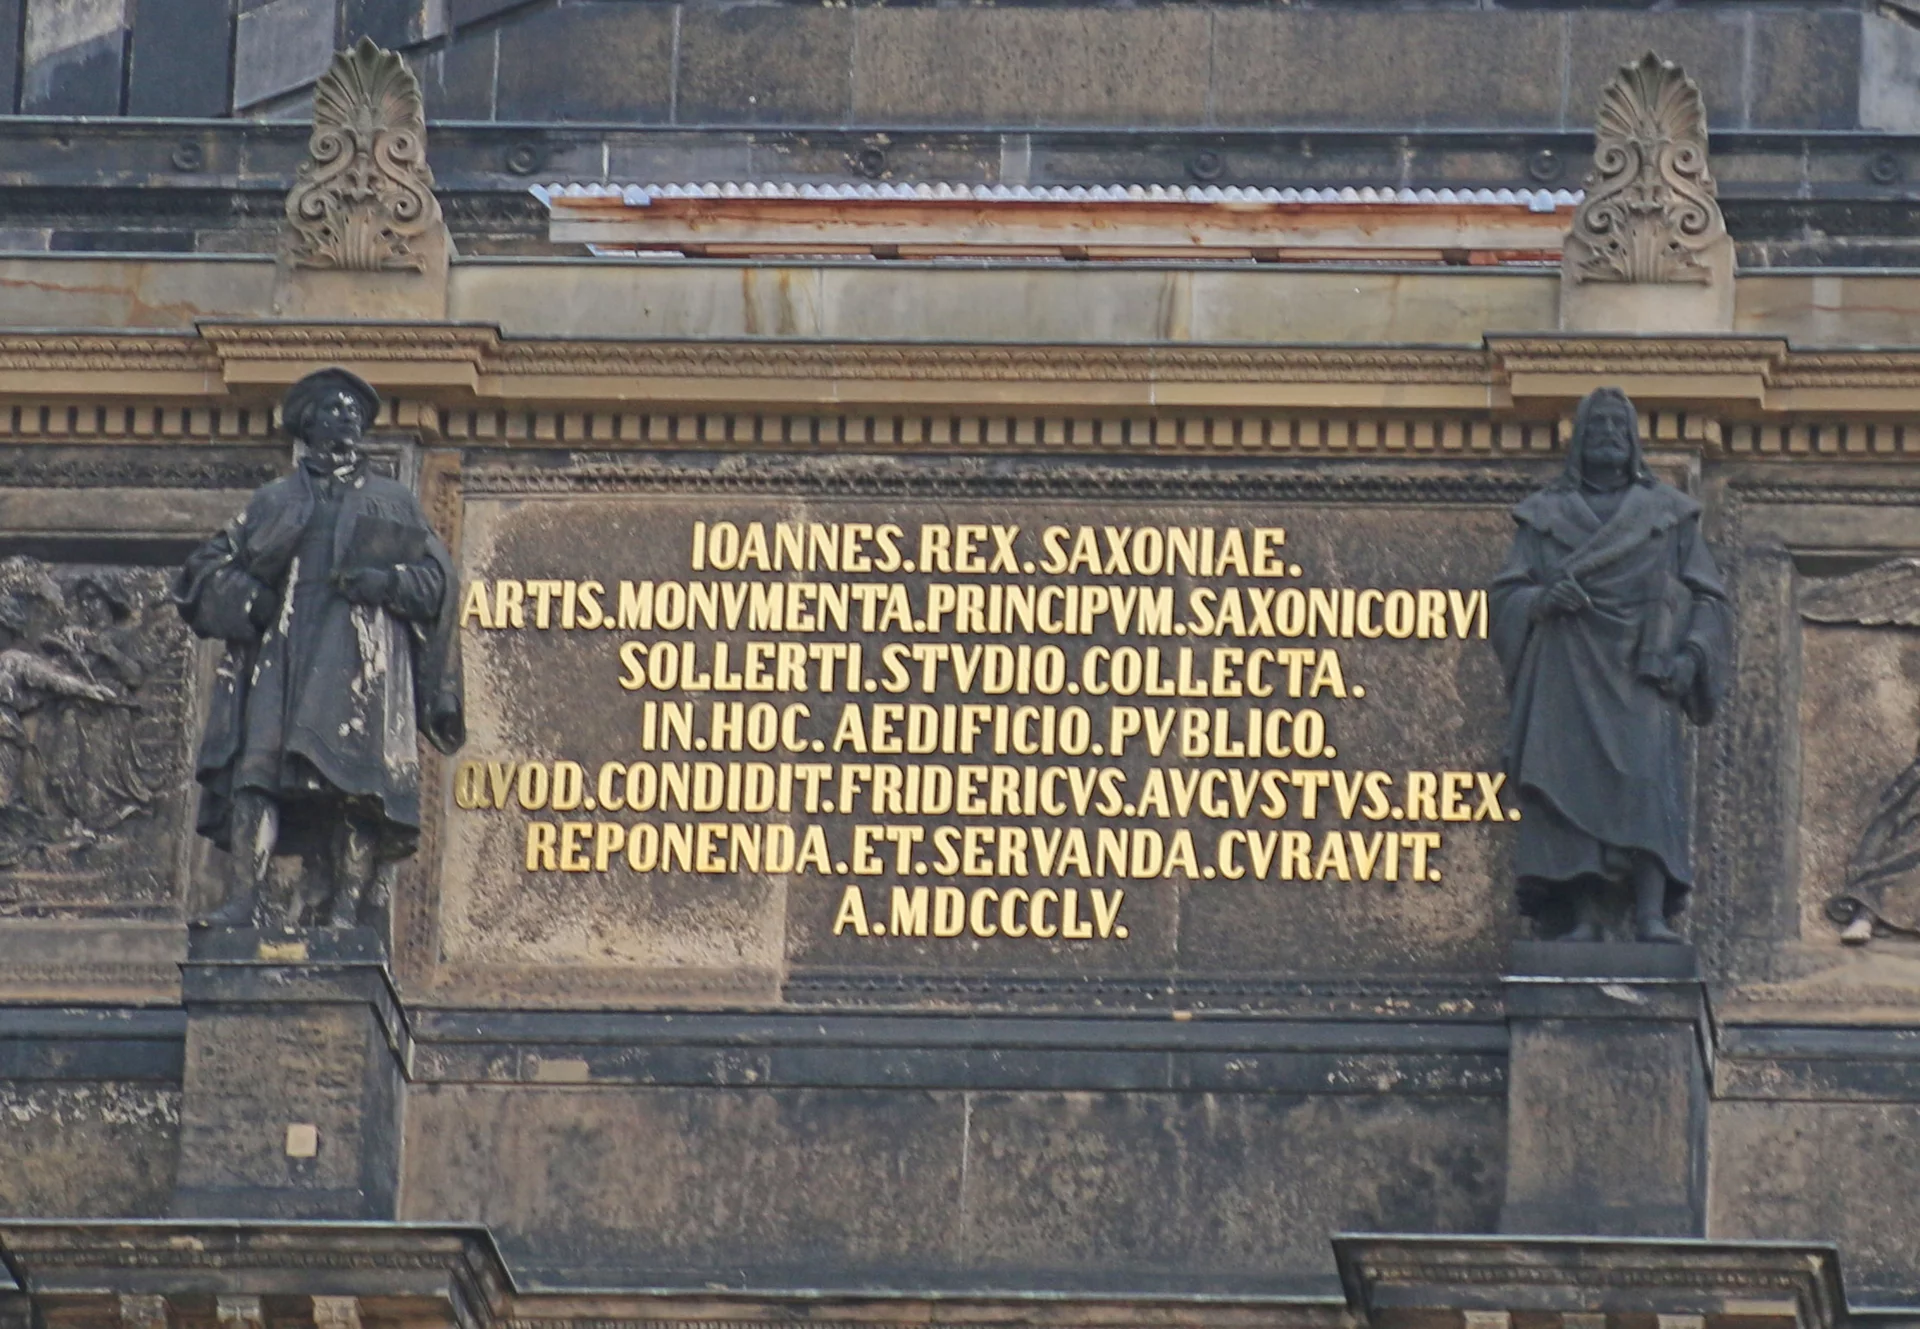 IOANNES.REX.SAXONIAE.
ARTIS.MONVMENTA.PRINCIPVM.SAXONICORVM
SOLLERTI.STVDIO.COLLECTA.
IN.HOC.AEDIFICIO.PVBLICO.
QVOD.CONDIDIT.FRIDERICVS.AVGVSTVS.REX.
REPONENDA.ET.SERVANDA.CVRAVIT.
A.MDCCCLV.